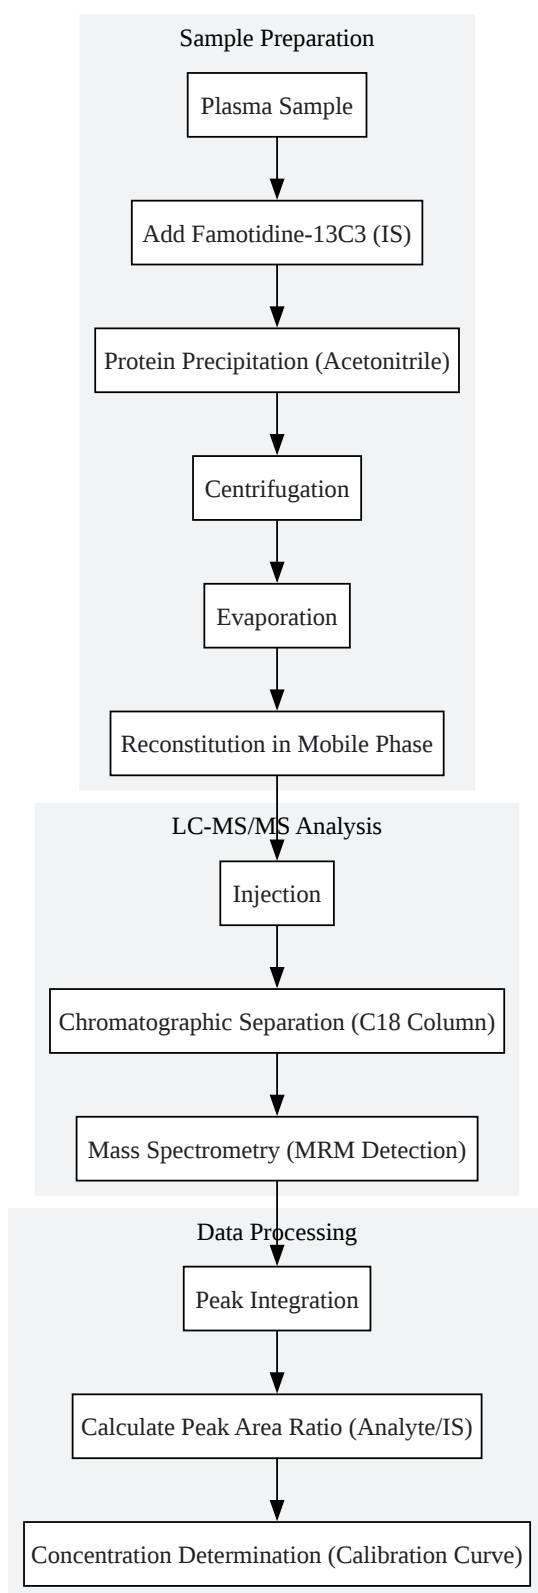 Sample Preparation
Plasma Sample
Add Famotidine-13C3 (IS)
Protein Precipitation (Acetonitrile)
Centrifugation
Evaporation
Reconstitution in Mobile Phase
LC-MS/MS Analysis
Injection
Chromatographic Separation (C18 Column)
Mass Spectrometry (MRM Detection)
Data Processing
Peak Integration
Calculate Peak Area Ratio (Analyte/IS)
Concentration Determination (Calibration Curve)